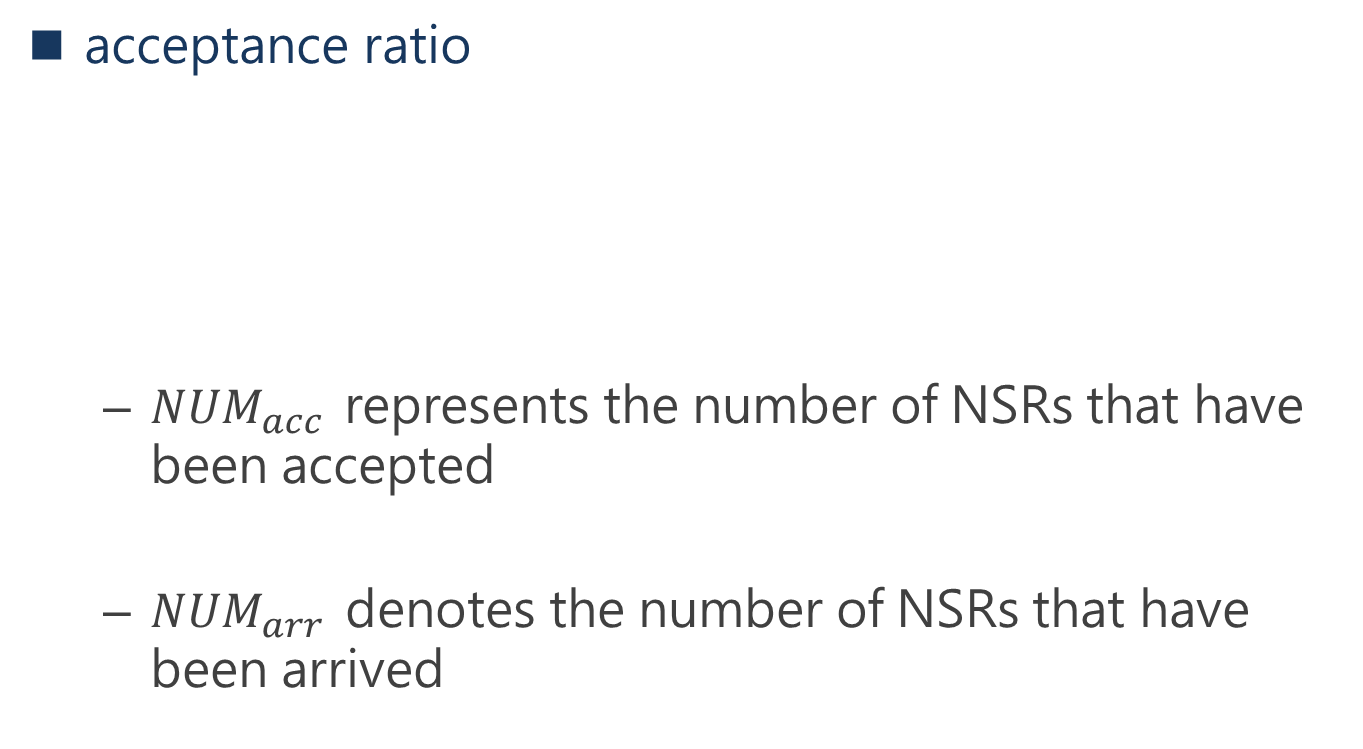 ■ acceptance ratio
– NUM_acc represents the number of NSRs that have
been accepted
– NUM_arr denotes the number of NSRs that have
been arrived